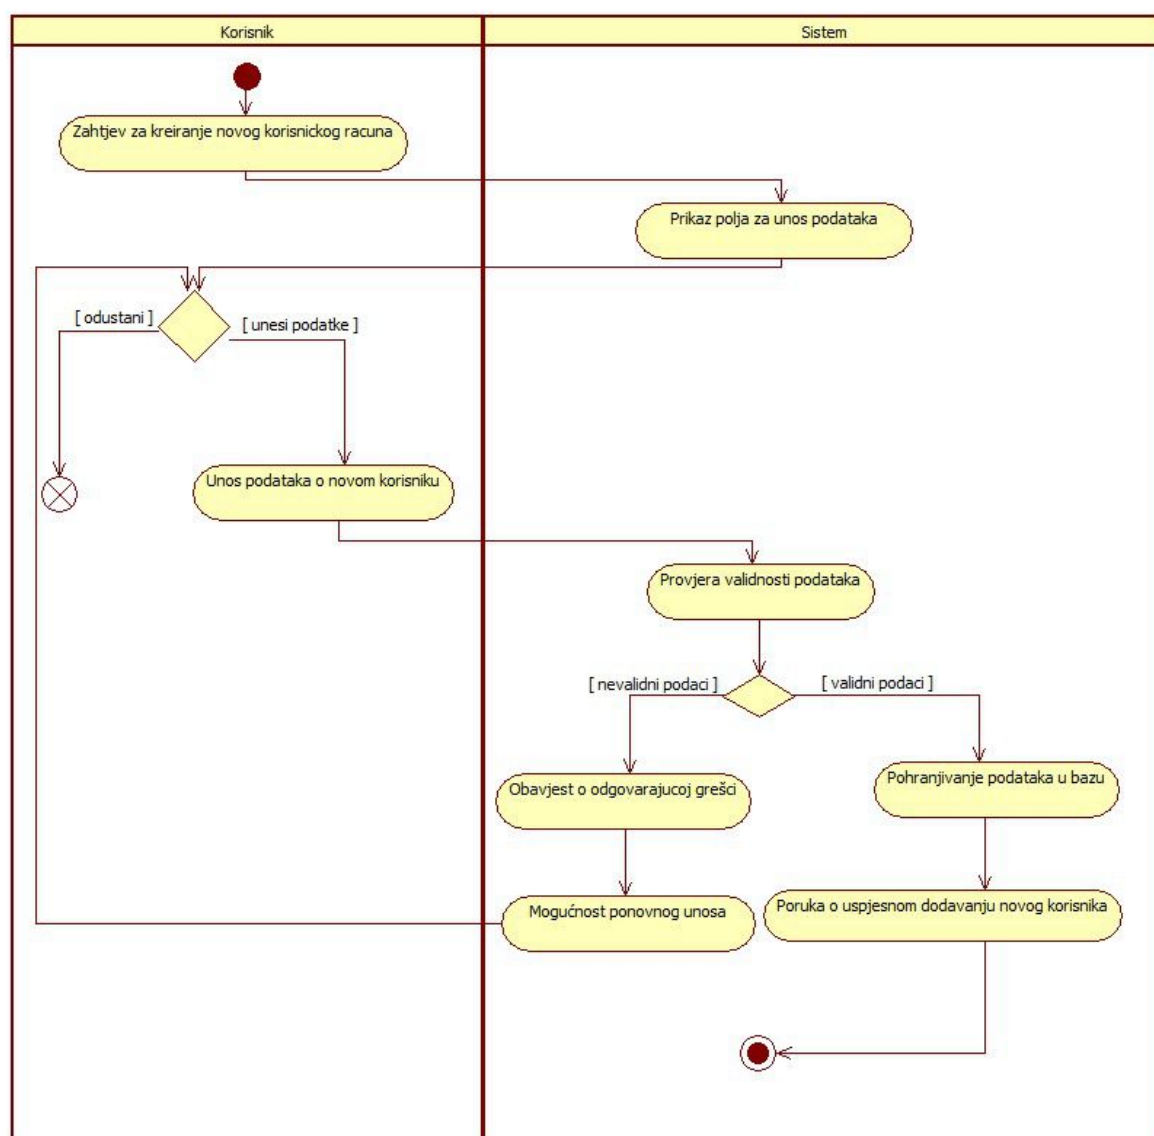 Korisnik
Sistem
Zahtjev za kreiranje novog korisnickog racuna
Prikaz polja za unos podataka
[ odustani ]
[ unesi podatke ]
Unos podataka o novom korisniku
Provjera validnosti podataka
[ nevalidni podaci ]
[ validni podaci ]
Obavjest o odgovarajucoj grešci
Pohranjivanje podataka u bazu
Mogućnost ponovnog unosa
Poruka o uspjesnom dodavanju novog korisnika